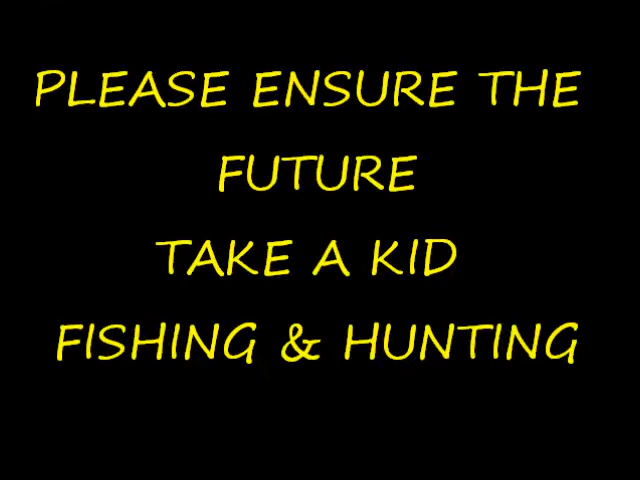 PLEASE ENSURE THE
FUTURE
TAKE A KID
FISHING & HUNTING